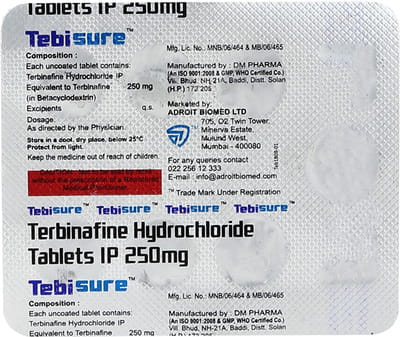 Tablets IP 250mg
Tebisure™
Composition :
Each uncoated tablet contains:
Terbinafine Hydrochloride IP
Equivalent to Terbinafine 250 mg
(in Betacyclodextrin)
Excipients q.s.
Dosage:
As directed by the Physician.
Store in a cool, dry place, below 25°C
Protect from light.
Keep the medicine out of reach of children.
without the prescription of a Registered
Medical Practitioner.
Mfg. Lic. No.: MNB/06/464 & MB/06/465
Manufactured by : DM PHARMA
(An ISO 9001:2008 & GMP, WHO Certified Co.)
Vill. Bhud, NH-21A, Baddi, Distt. Solan
(H.P.) 173 205
Marketed by:
ADROIT BIOMED LTD
705, O2 Twin Tower,
Minerva Estate,
Mulund West,
Mumbai - 400080
For any queries contact
022 256 12 333
E-mail : info@adroitbiomed.com
™ Trade Mark Under Registration
Tebisure™ Tebisure™ Tebisure™ Tebisure™
Terbinafine Hydrochloride
Tablets IP 250mg
Tebisure™
Composition :
Each uncoated tablet contains:
Terbinafine Hydrochloride IP
Equivalent to Terbinafine 250 mg
Mfg. Lic. No.: MNB/06/464 & MB/06/465
Manufactured by : DM PHARMA
(An ISO 9001:2008 & GMP, WHO Certified Co.)
Vill. Bhud, NH-21A, Baddi, Distt. Solan